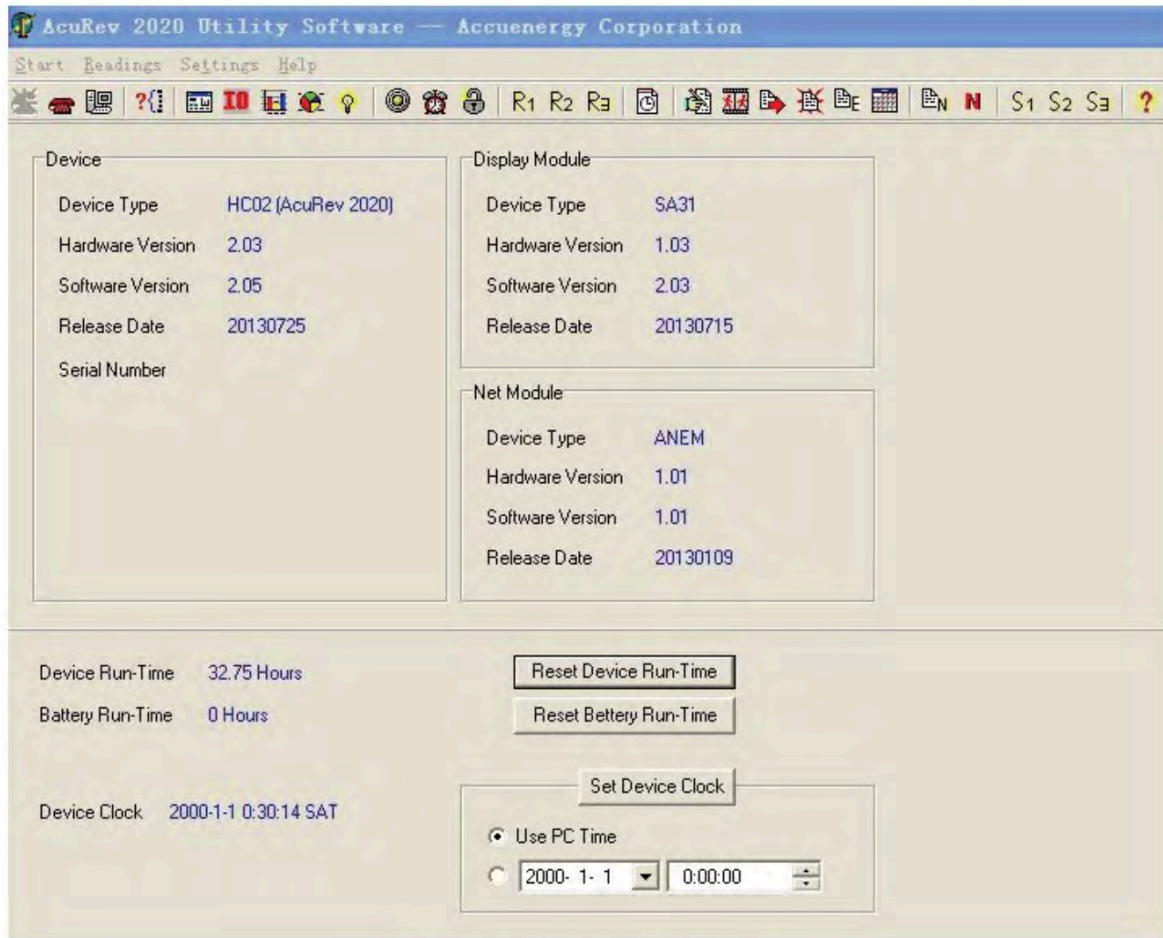 AcuRev 2020 Utility Software -- Accuenergy Corporation
Start Readings Settings Help
?{} IO R1 R2 R3 E N N S1 S2 S3 ?
Device
Device Type HC02 (AcuRev 2020)
Hardware Version 2.03
Software Version 2.05
Release Date 20130725
Serial Number
Display Module
Device Type SA31
Hardware Version 1.03
Software Version 2.03
Release Date 20130715
Net Module
Device Type ANEM
Hardware Version 1.01
Software Version 1.01
Release Date 20130109
Device Run-Time 32.75 Hours Reset Device Run-Time
Battery Run-Time 0 Hours Reset Bettery Run-Time
Device Clock 2000-1-1 0:30:14 SAT
Set Device Clock
Use PC Time
2000- 1- 1 0:00:00